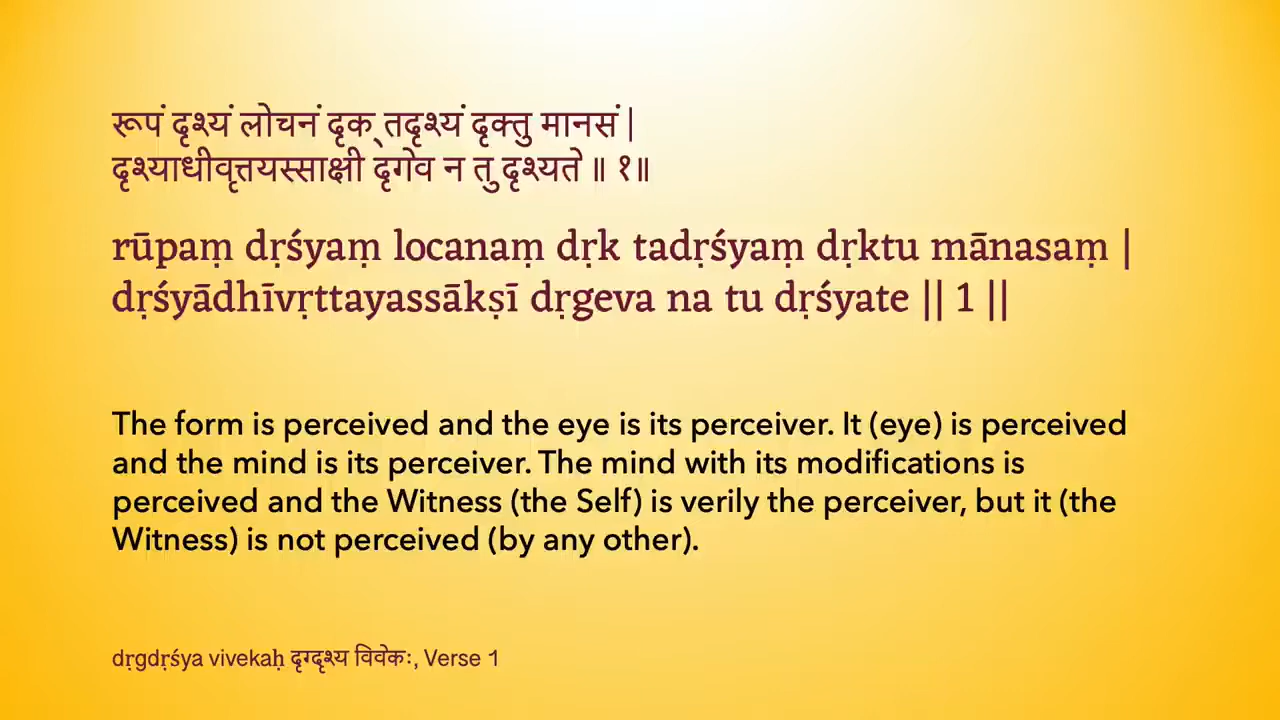 रूपं दृश्यं लोचनं दृक् तदृश्यं दृक्तु मानसं |
दृश्याधीवृत्तयस्साक्षी दृगेव न तु दृश्यते ॥ १॥
rūpaṃ dṛśyaṃ locanaṃ dṛk tadṛśyaṃ dṛktu mānasaṃ |
dṛśyādhīvṛttayassākṣī dṛgeva na tu dṛśyate || 1 ||
The form is perceived and the eye is its perceiver. It (eye) is perceived
and the mind is its perceiver. The mind with its modifications is
perceived and the Witness (the Self) is verily the perceiver, but it (the
Witness) is not perceived (by any other).
dṛgdṛśya vivekaḥ दृग्दृश्य विवेकः, Verse 1